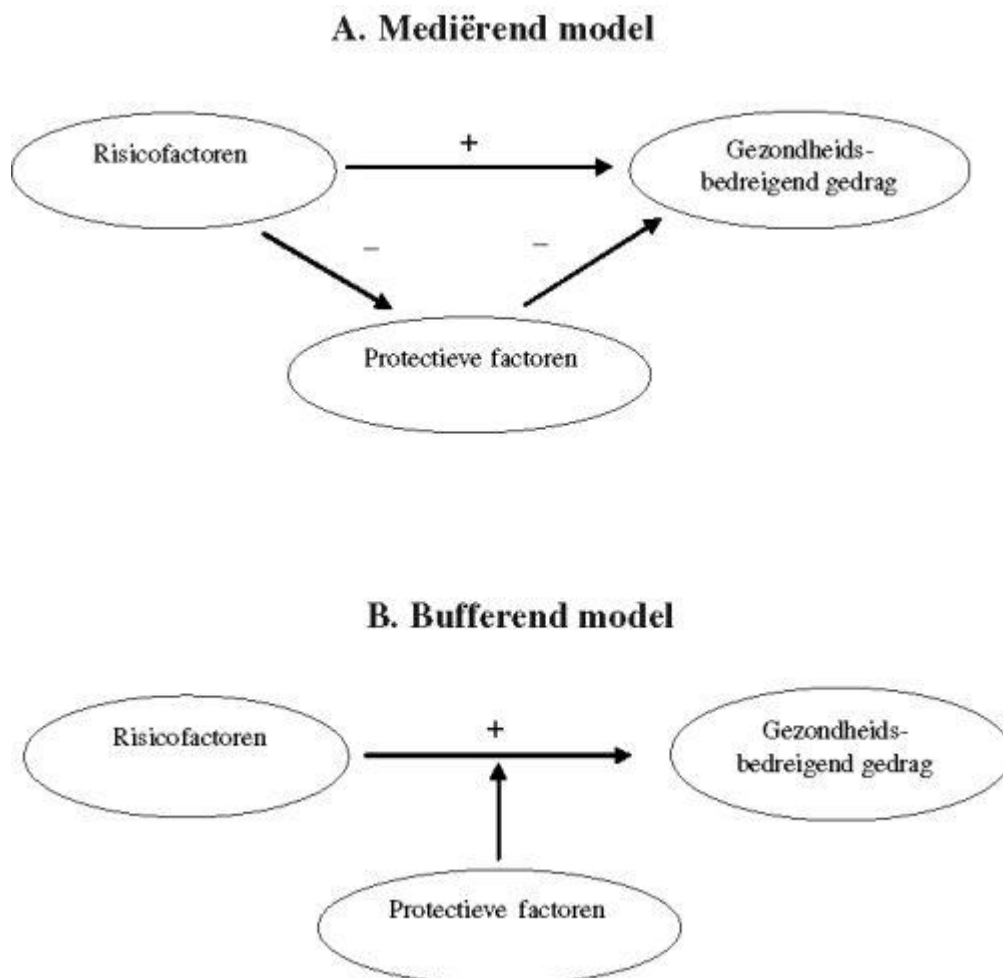 A. Mediërend model
Risicofactoren
+
Gezondheids-
bedreigend gedrag
–
–
Protectieve factoren
B. Bufferend model
Risicofactoren
+
Gezondheids-
bedreigend gedrag
Protectieve factoren